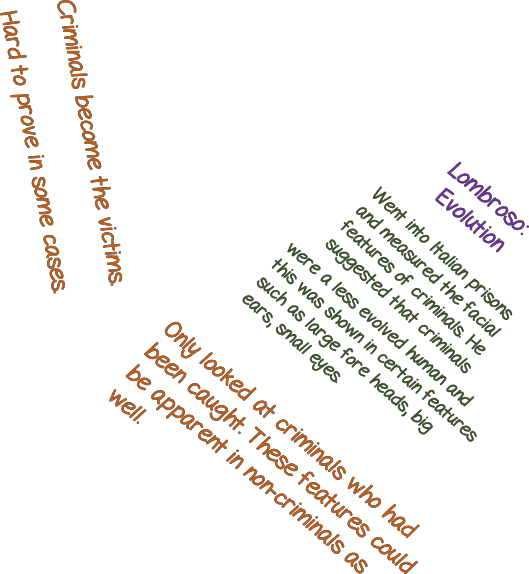 Criminals become the victims.
Hard to prove in some cases.
Lombroso:
Evolution
Went into Italian prisons
and measured the facial
features of criminals. He
suggested that criminals
were a less evolved human and
this was shown in certain features
such as large fore heads, big
ears, small eyes.
Only looked at criminals who had
been caught. These features could
be apparent in non-criminals as
well.